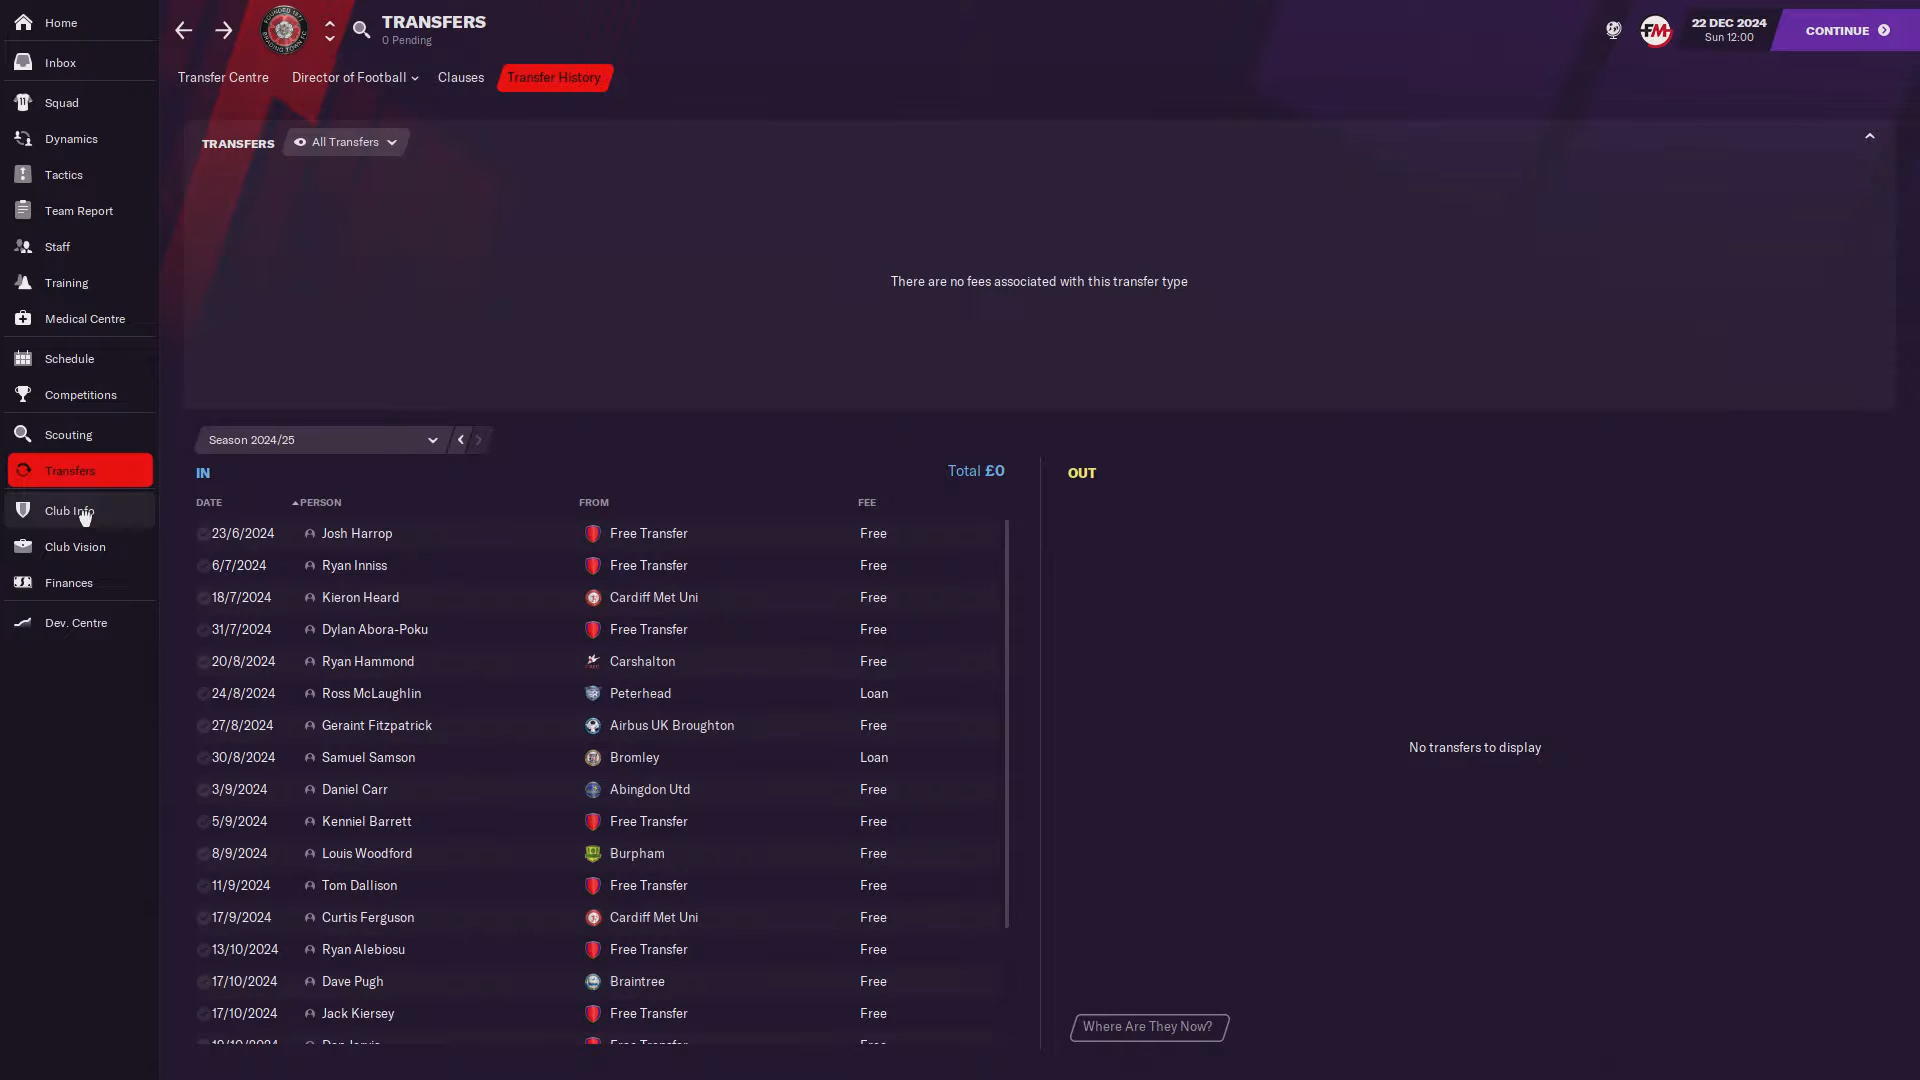 Home
Inbox
Squad
Dynamics
Tactics
Team Report
Staff
Training
Medical Centre
Schedule
Competitions
Scouting
Transfers
Club Info
Club Vision
Finances
Dev. Centre
TRANSFERS
0 Pending
22 DEC 2024
Sun 12:00
CONTINUE
Transfer Centre Director of Football Clauses Transfer History
TRANSFERS All Transfers
There are no fees associated with this transfer type
Season 2024/25
IN Total £0
DATE PERSON FROM FEE
23/6/2024 Josh Harrop Free Transfer Free
6/7/2024 Ryan Inniss Free Transfer Free
18/7/2024 Kieron Heard Cardiff Met Uni Free
31/7/2024 Dylan Abora-Poku Free Transfer Free
20/8/2024 Ryan Hammond Carshalton Free
24/8/2024 Ross McLaughlin Peterhead Loan
27/8/2024 Geraint Fitzpatrick Airbus UK Broughton Free
30/8/2024 Samuel Samson Bromley Loan
3/9/2024 Daniel Carr Abingdon Utd Free
5/9/2024 Kenniel Barrett Free Transfer Free
8/9/2024 Louis Woodford Burpham Free
11/9/2024 Tom Dallison Free Transfer Free
17/9/2024 Curtis Ferguson Cardiff Met Uni Free
13/10/2024 Ryan Alebiosu Free Transfer Free
17/10/2024 Dave Pugh Braintree Free
17/10/2024 Jack Kiersey Free Transfer Free
Free Transfer Free
OUT
No transfers to display
Where Are They Now?